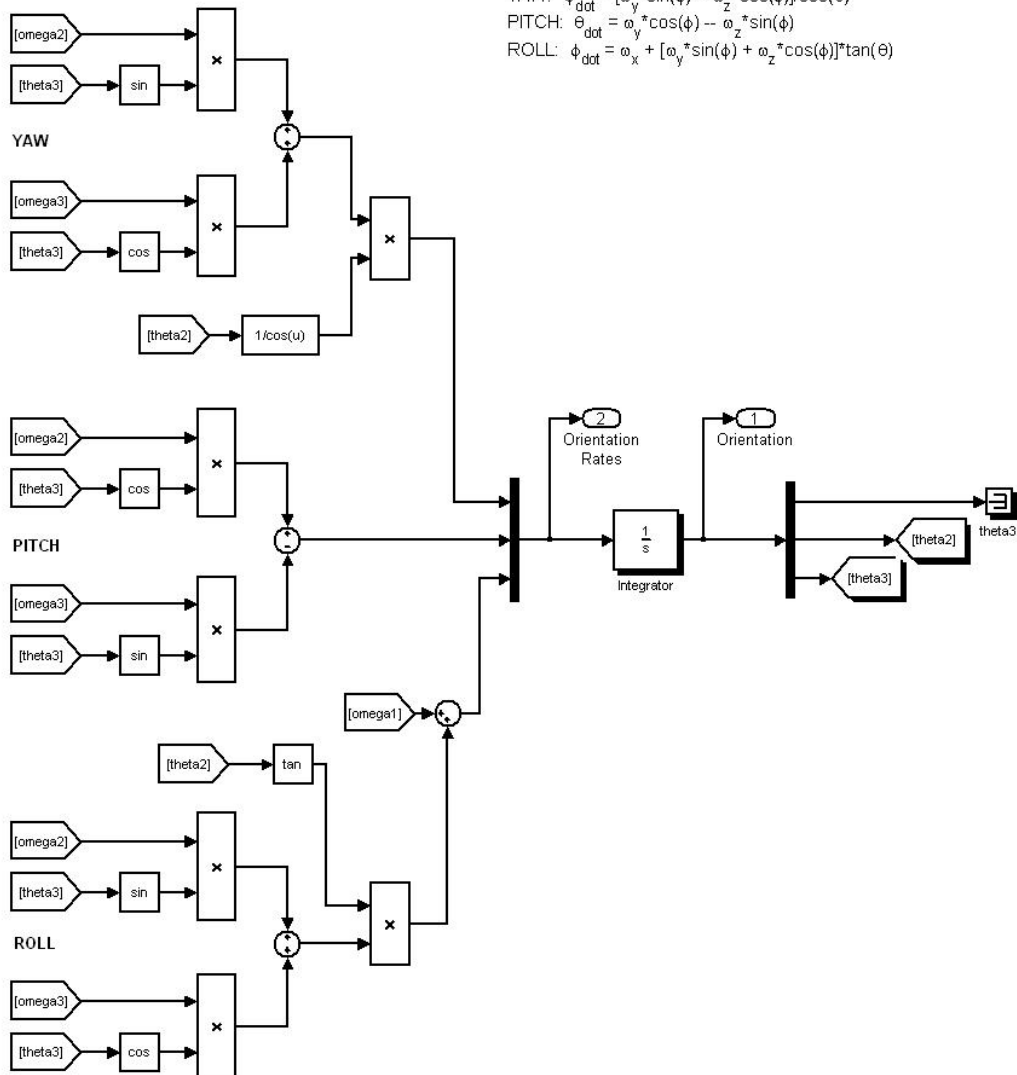 PITCH: θdot = ωy*cos(ϕ) -- ωz*sin(ϕ)
ROLL: ϕdot = ωx + [ωy*sin(ϕ) + ωz*cos(ϕ)]*tan(θ)
[omega2]
×
[theta3]
sin
YAW
[omega3]
×
[theta3]
cos
×
[theta2]
1/cos(u)
[omega2]
×
[theta3]
cos
PITCH
[omega3]
×
[theta3]
sin
2
Orientation
Rates
1
Orientation
1
s
Integrator
theta3
[theta2]
[theta3]
[omega1]
[theta2]
tan
[omega2]
×
[theta3]
sin
×
ROLL
[omega3]
×
[theta3]
cos